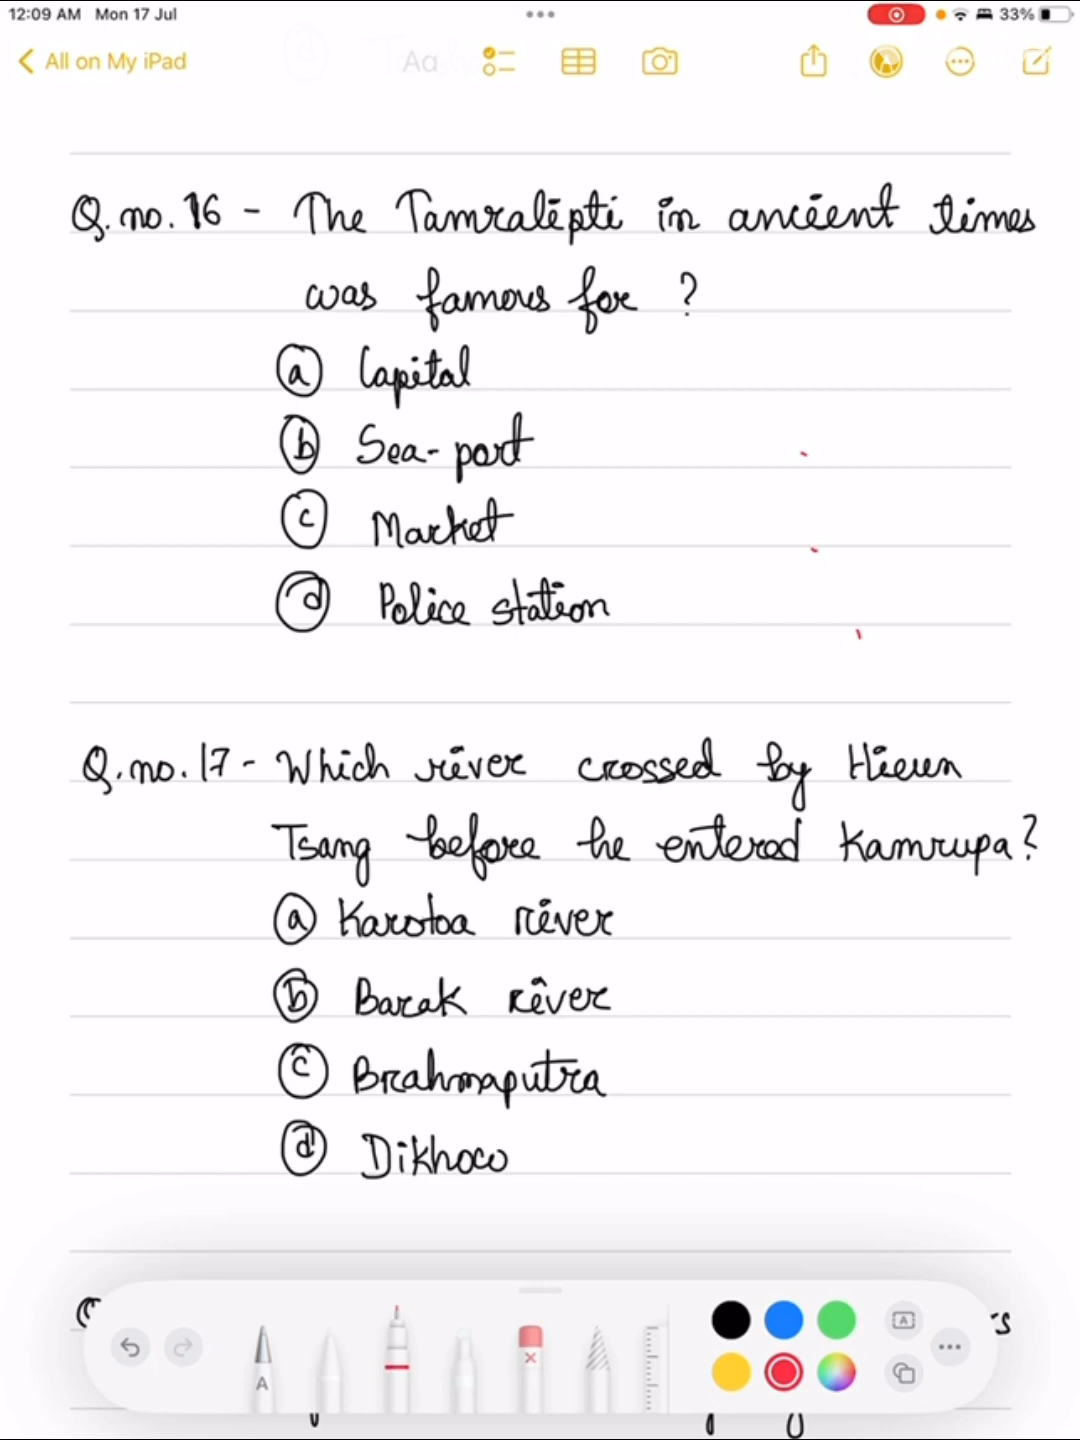 12:09 AM Mon 17 Jul
33%
All on My iPad
Aa
Q. no. 16 - The Tamralipti in ancient times
was famous for ?
(a) Capital
(b) Sea-port
(c) Market
(d) Police station
Q. no. 17 - Which river crossed by Hieun
Tsang before he entered Kamrupa?
(a) Karotoa river
(b) Barak river
(c) Brahmaputra
(d) Dikhow
A
A